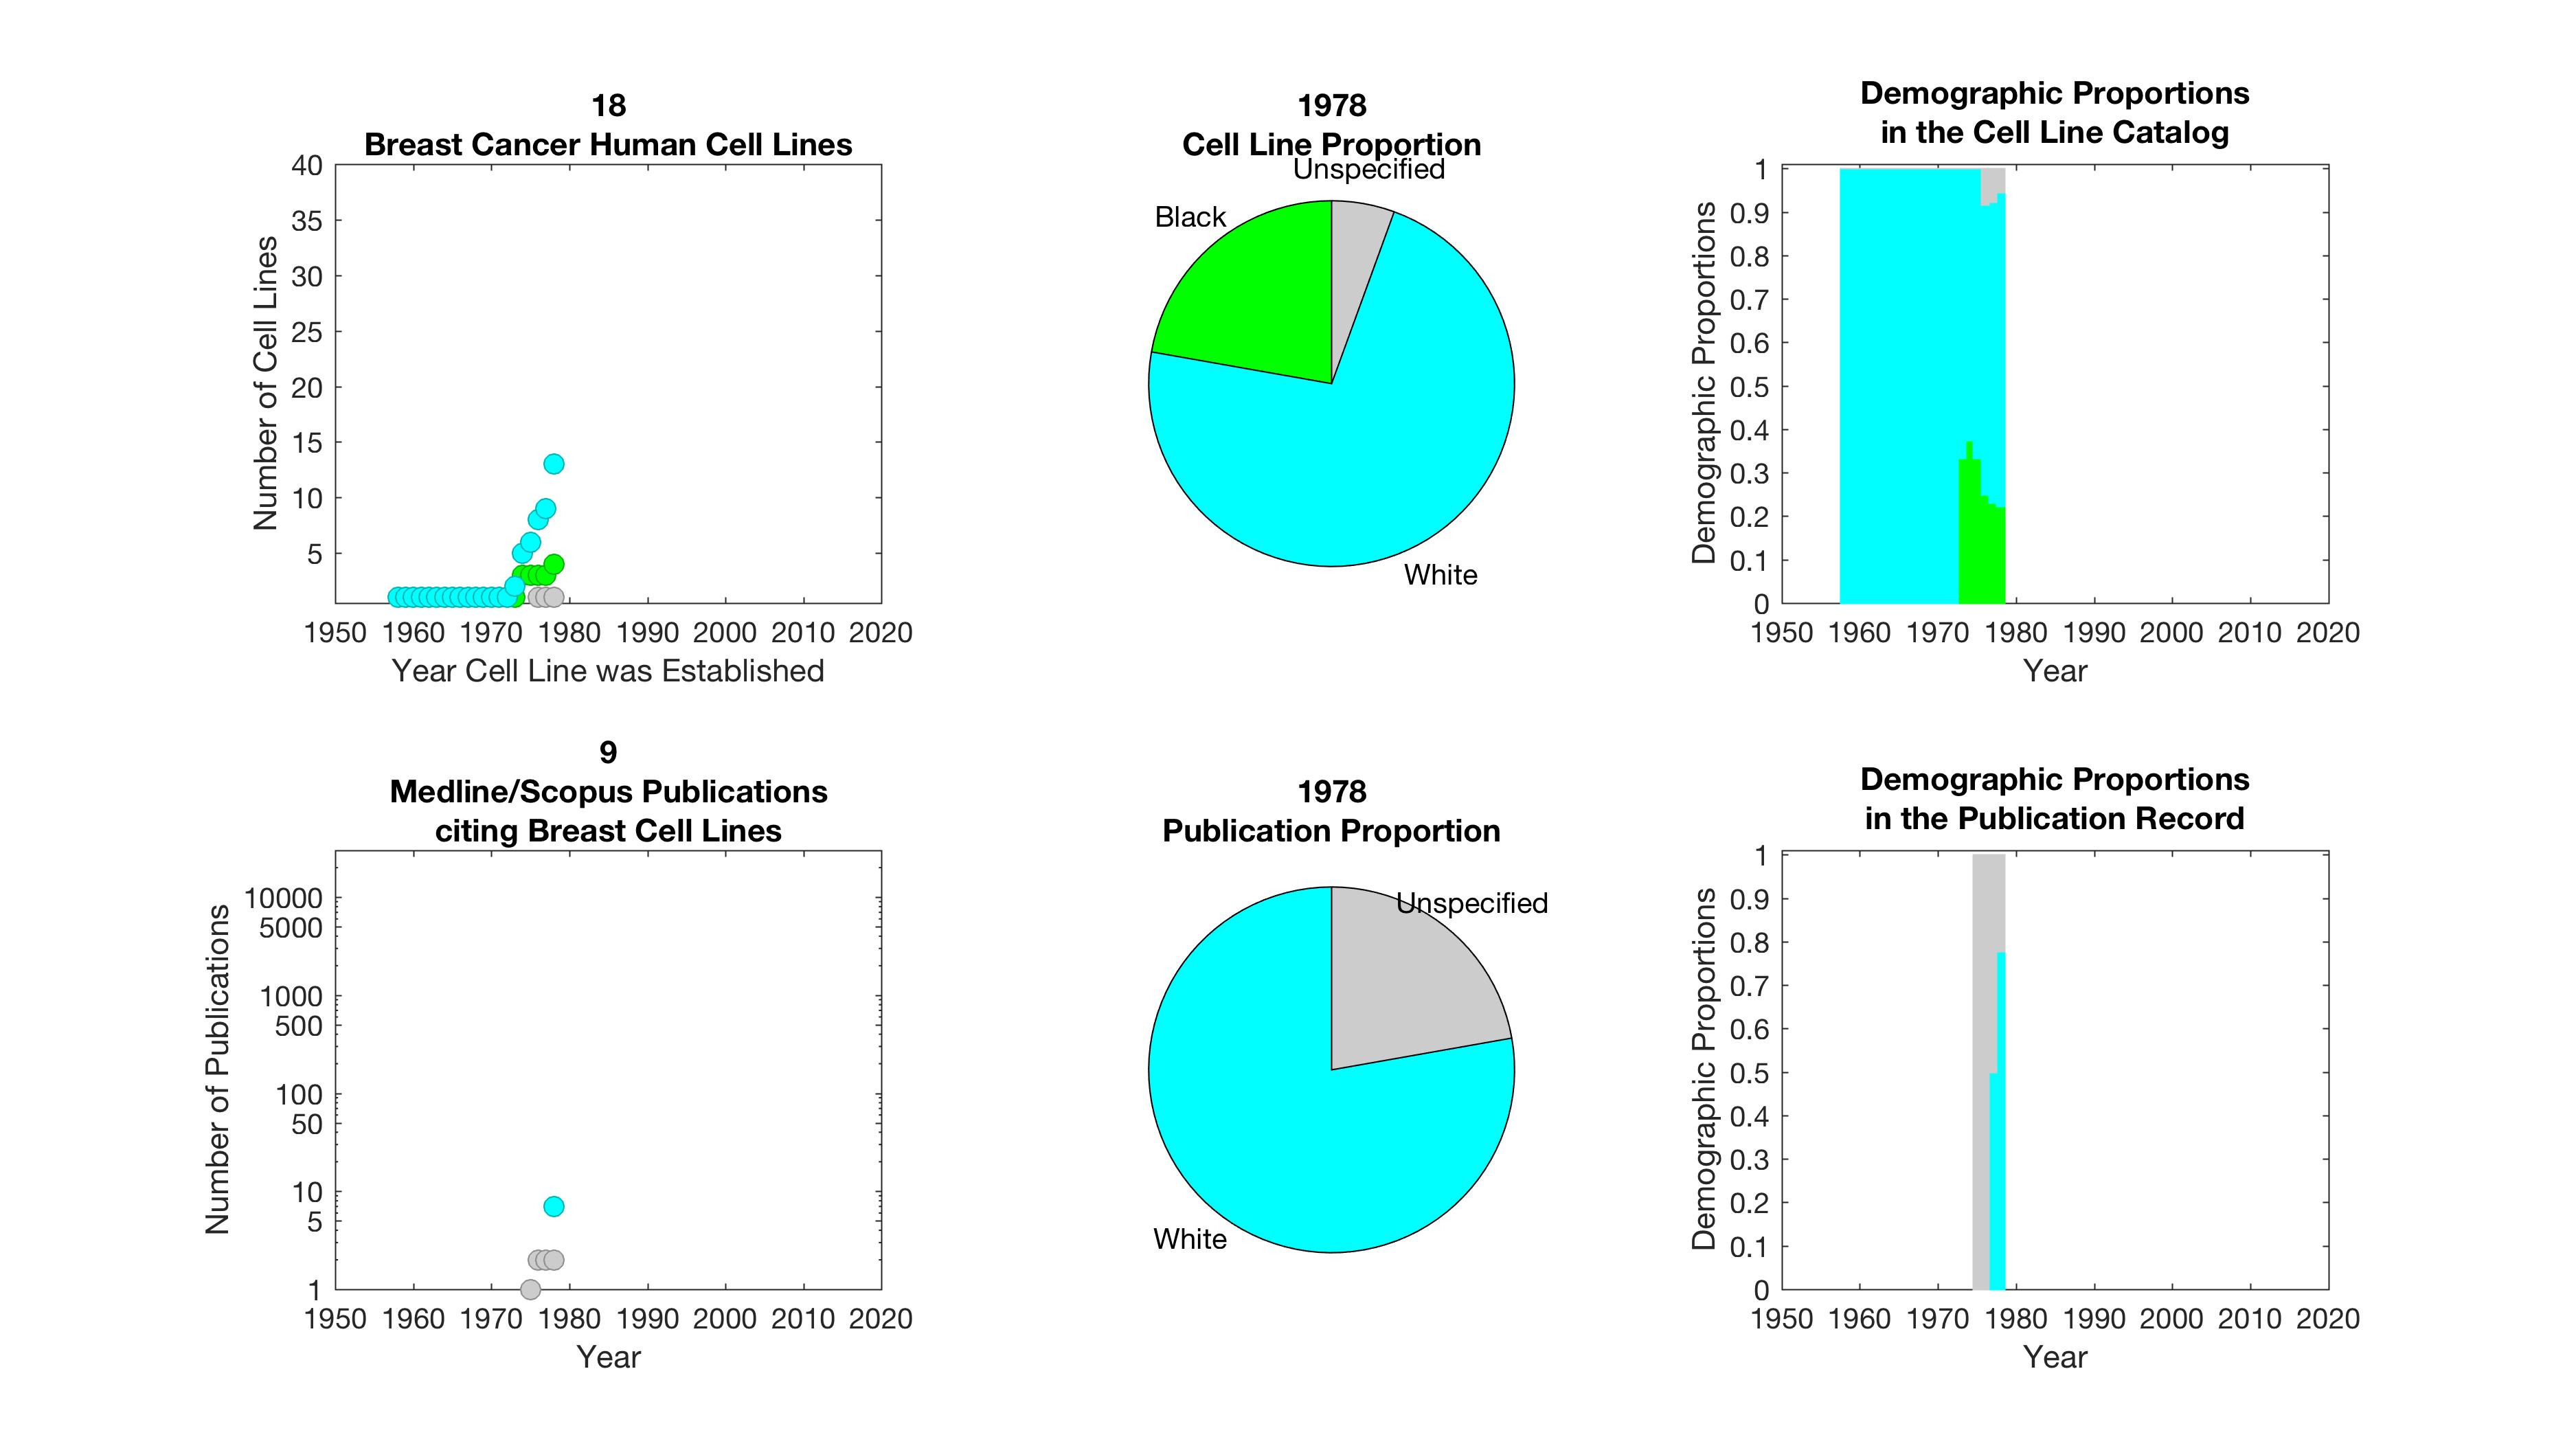 18
Breast Cancer Human Cell Lines
40
35
30
25
20
15
10
5
Number of Cell Lines
1950 1960 1970 1980 1990 2000 2010 2020
Year Cell Line was Established
1978
Cell Line Proportion
Unspecified
Black
White
Demographic Proportions
in the Cell Line Catalog
1
0.9
0.8
0.7
0.6
0.5
0.4
0.3
0.2
0.1
0
Demographic Proportions
1950 1960 1970 1980 1990 2000 2010 2020
Year
9
Medline/Scopus Publications
citing Breast Cell Lines
10000
5000
1000
500
100
50
10
5
1
Number of Publications
1950 1960 1970 1980 1990 2000 2010 2020
Year
1978
Publication Proportion
Unspecified
White
Demographic Proportions
in the Publication Record
1
0.9
0.8
0.7
0.6
0.5
0.4
0.3
0.2
0.1
0
Demographic Proportions
1950 1960 1970 1980 1990 2000 2010 2020
Year